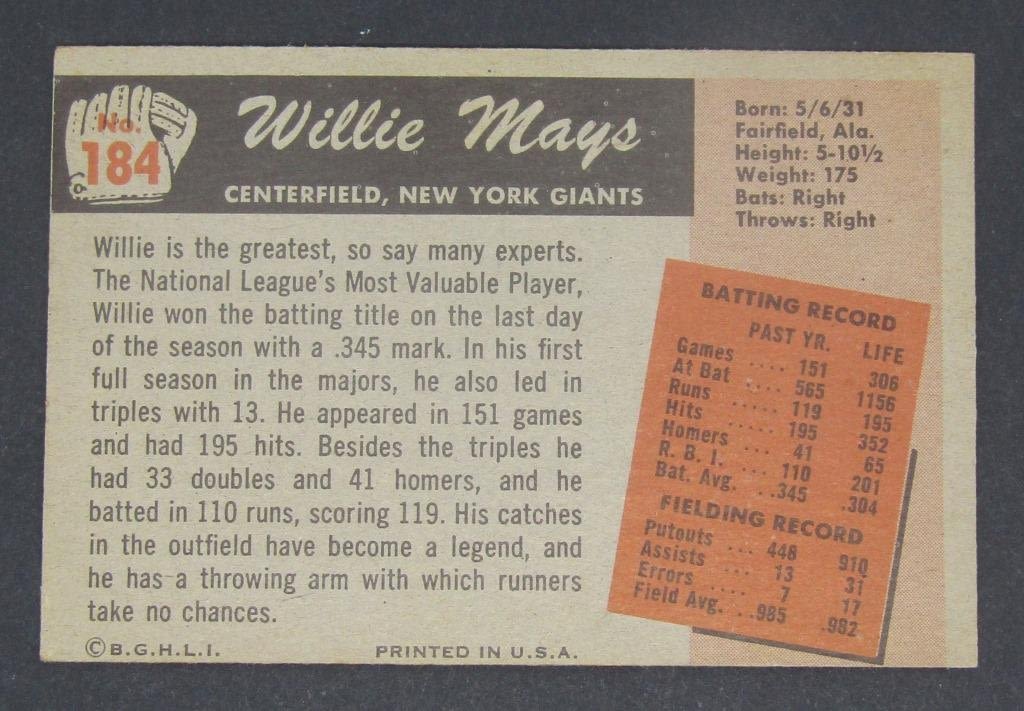 No.
184
Willie Mays
CENTERFIELD, NEW YORK GIANTS
Born: 5/6/31
Fairfield, Ala.
Height: 5-10½
Weight: 175
Bats: Right
Throws: Right
Willie is the greatest, so say many experts.
The National League's Most Valuable Player,
Willie won the batting title on the last day
of the season with a .345 mark. In his first
full season in the majors, he also led in
triples with 13. He appeared in 151 games
and had 195 hits. Besides the triples he
had 33 doubles and 41 homers, and he
batted in 110 runs, scoring 119. His catches
in the outfield have become a legend, and
he has a throwing arm with which runners
take no chances.
BATTING RECORD
PAST YR. LIFE
Games .... 151 306
At Bat ... 565 1156
Runs ..... 119 195
Hits ..... 195 352
Homers ... 41 65
R. B. I. ... 110 201
Bat. Avg. ..345 .304
FIELDING RECORD
Putouts ... 448 910
Assists ... 13 31
Errors .... 7 17
Field Avg. ..985 .982
©B.G.H.L.I.
PRINTED IN U.S.A.